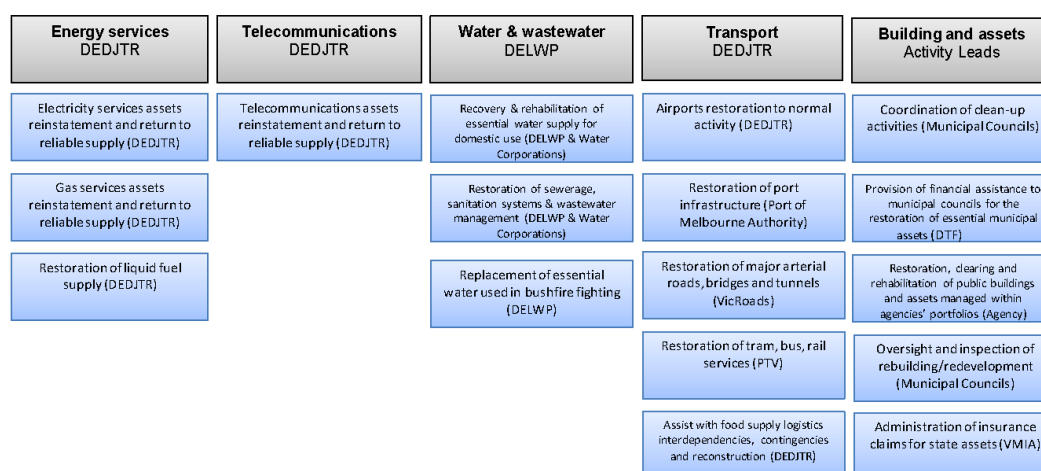 Energy services
DEDJTR
Electricity services assets
reinstatement and return to
reliable supply (DEDJTR)
Gas services assets
reinstatement and return to
reliable supply (DEDJTR)
Restoration of liquid fuel
supply (DEDJTR)
Telecommunications
DEDJTR
Telecommunications assets
reinstatement and return to
reliable supply (DEDJTR)
Water & wastewater
DELWP
Recovery & rehabilitation of
essential water supply for
domestic use (DELWP & Water
Corporations)
Restoration of sewerage,
sanitation systems & wastewater
management (DELWP & Water
Corporations)
Replacement of essential
water used in bushfire fighting
(DELWP)
Transport
DEDJTR
Airports restoration to normal
activity (DEDJTR)
Restoration of port
infrastructure (Port of
Melbourne Authority)
Restoration of major arterial
roads, bridges and tunnels
(VicRoads)
Restoration of tram, bus, rail
services (PTV)
Assist with food supply logistics
interdependencies, contingencies
and reconstruction (DEDJTR)
Building and assets
Activity Leads
Coordination of clean-up
activities (Municipal Councils)
Provision of financial assistance to
municipal councils for the
restoration of essential municipal
assets (DTF)
Restoration, clearing and
rehabilitation of public buildings
and assets managed within
agencies' portfolios (Agency)
Oversight and inspection of
rebuilding/redevelopment
(Municipal Councils)
Administration of insurance
claims for state assets (VMIA)